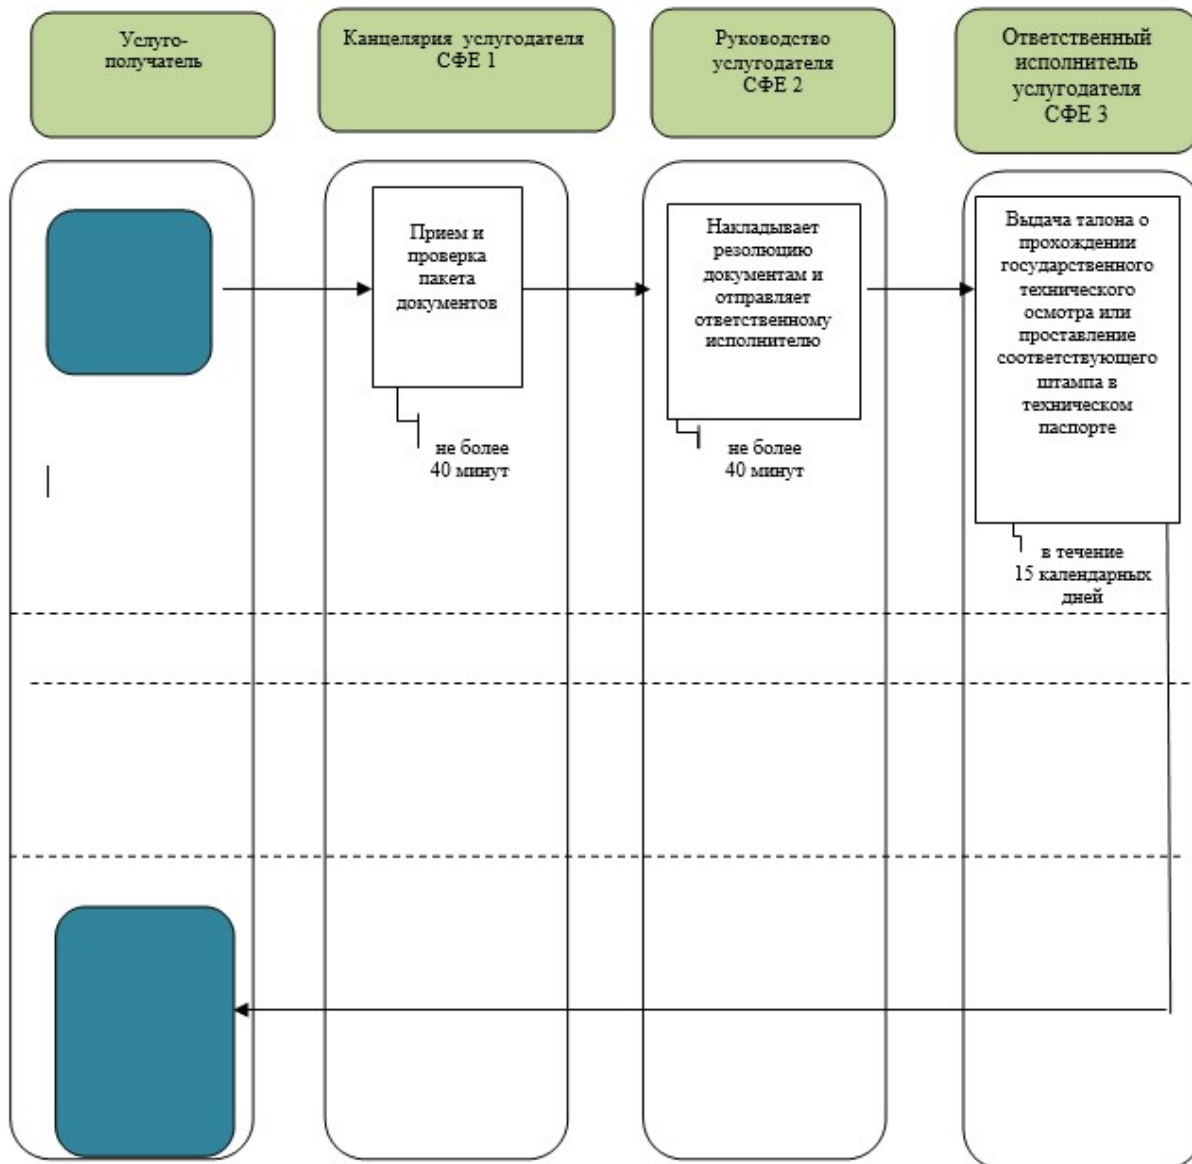 Услуго-
получатель
Канцелярия услугодателя
СФЕ 1
Руководство
услугодателя
СФЕ 2
Ответственный
исполнитель
услугодателя
СФЕ 3
Прием и
проверка
пакета
документов
не более
40 минут
Накладывает
резолюцию
документам и
отправляет
ответственному
исполнителю
не более
40 минут
Выдача талона о
прохождении
государственного
технического
осмотра или
проставление
соответствующего
штампа в
техническом
паспорте
в течение
15 календарных
дней